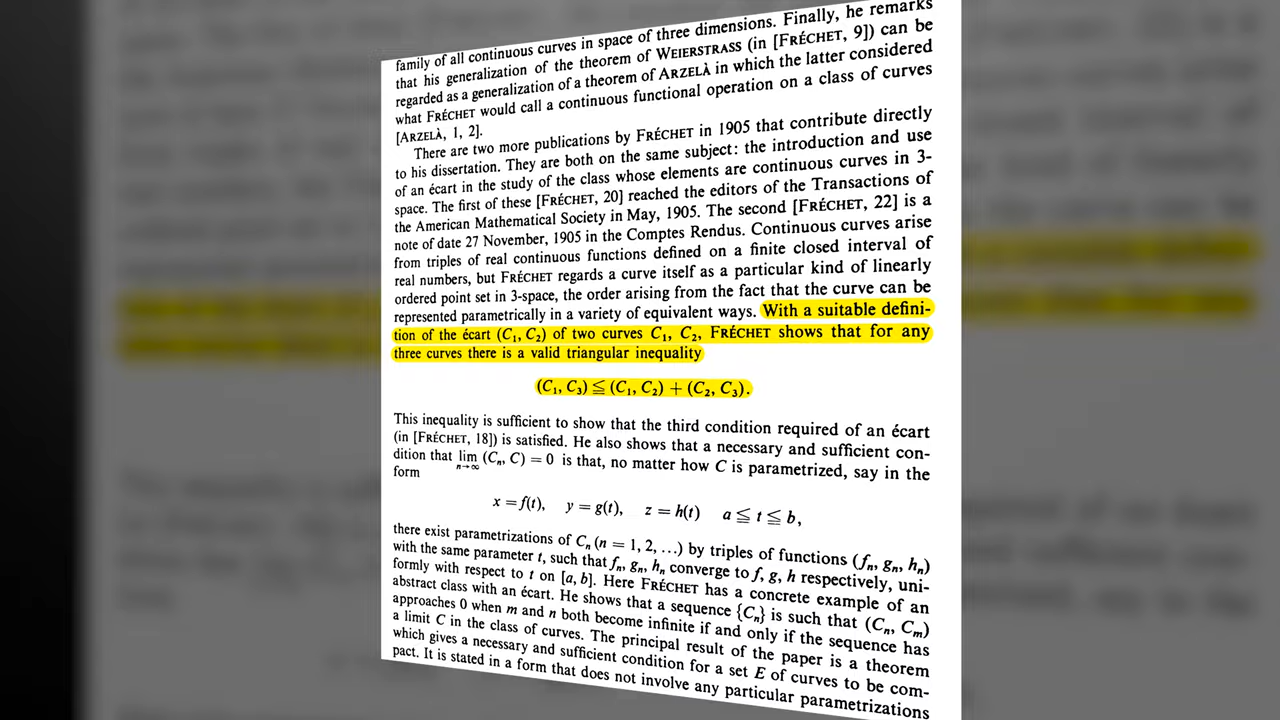 family of all continuous curves in space of three dimensions. Finally, he remarks
that his generalization of the theorem of WEIERSTRASS (in [FRÉCHET, 9]) can be
regarded as a generalization of a theorem of ARZELÀ in which the latter considered
what FRÉCHET would call a continuous functional operation on a class of curves
[ARZELÀ, 1, 2].
There are two more publications by FRÉCHET in 1905 that contribute directly
to his dissertation. They are both on the same subject: the introduction and use
of an écart in the study of the class whose elements are continuous curves in 3-
space. The first of these [FRÉCHET, 20] reached the editors of the Transactions of
the American Mathematical Society in May, 1905. The second [FRÉCHET, 22] is a
note of date 27 November, 1905 in the Comptes Rendus. Continuous curves arise
from triples of real continuous functions defined on a finite closed interval of
real numbers, but FRÉCHET regards a curve itself as a particular kind of linearly
ordered point set in 3-space, the order arising from the fact that the curve can be
represented parametrically in a variety of equivalent ways. With a suitable defini-
tion of the écart (C₁, C₂) of two curves C₁, C₂, FRÉCHET shows that for any
three curves there is a valid triangular inequality
(C₁, C₃) ≦ (C₁, C₂) + (C₂, C₃).
This inequality is sufficient to show that the third condition required of an écart
(in [FRÉCHET, 18]) is satisfied. He also shows that a necessary and sufficient con-
dition that lim n→∞ (Cₙ, C) = 0 is that, no matter how C is parametrized, say in the
form
x = f(t), y = g(t), z = h(t) a ≦ t ≦ b,
there exist parametrizations of Cₙ (n = 1, 2, ...) by triples of functions (fₙ, gₙ, hₙ)
with the same parameter t, such that fₙ, gₙ, hₙ converge to f, g, h respectively, uni-
formly with respect to t on [a, b]. Here FRÉCHET has a concrete example of an
abstract class with an écart. He shows that a sequence {Cₙ} is such that (Cₙ, Cₘ)
approaches 0 when m and n both become infinite if and only if the sequence has
a limit C in the class of curves. The principal result of the paper is a theorem
which gives a necessary and sufficient condition for a set E of curves to be com-
pact. It is stated in a form that does not involve any particular parametrizations